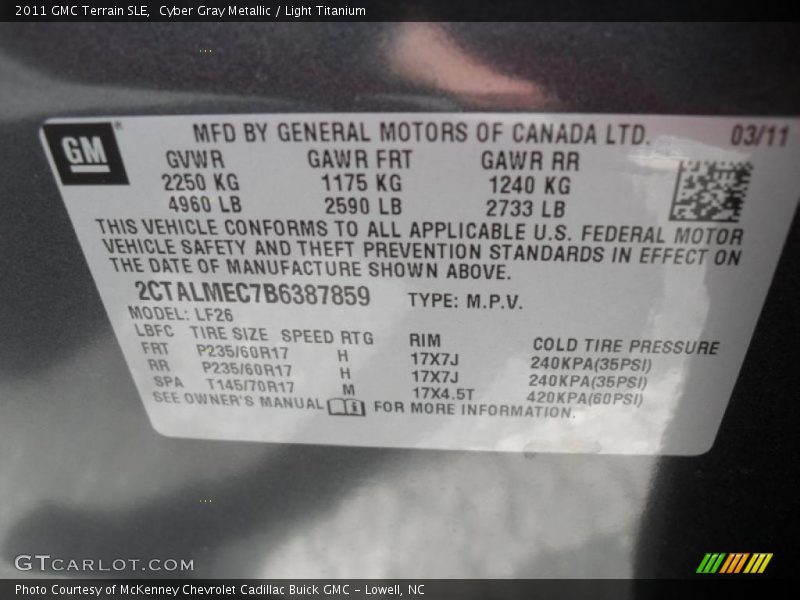 2011 GMC Terrain SLE, Cyber Gray Metallic / Light Titanium
GM
MFD BY GENERAL MOTORS OF CANADA LTD. 03/11
GVWR GAWR FRT GAWR RR
2250 KG 1175 KG 1240 KG
4960 LB 2590 LB 2733 LB
THIS VEHICLE CONFORMS TO ALL APPLICABLE U.S. FEDERAL MOTOR
VEHICLE SAFETY AND THEFT PREVENTION STANDARDS IN EFFECT ON
THE DATE OF MANUFACTURE SHOWN ABOVE.
2CTALMEC7B6387859 TYPE: M.P.V.
MODEL: LF26
LBFC TIRE SIZE SPEED RTG RIM COLD TIRE PRESSURE
FRT P235/60R17 H 17X7J 240KPA(35PSI)
RR P235/60R17 H 17X7J 240KPA(35PSI)
SPA T145/70R17 M 17X4.5T 420KPA(60PSI)
SEE OWNER'S MANUAL FOR MORE INFORMATION.
GTCARLOT.COM
Photo Courtesy of McKenney Chevrolet Cadillac Buick GMC - Lowell, NC